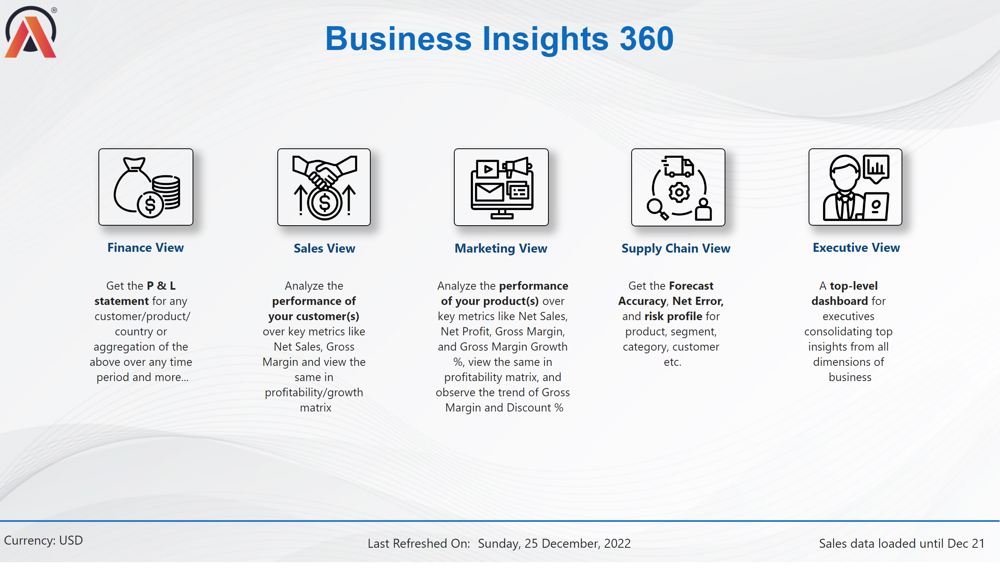 ®
Business Insights 360
Finance View
Get the P & L
statement for any
customer/product/
country or
aggregation of the
above over any time
period and more...
Sales View
Analyze the
performance of
your customer(s)
over key metrics like
Net Sales, Gross
Margin and view the
same in
profitability/growth
matrix
Marketing View
Analyze the performance
of your product(s) over
key metrics like Net Sales,
Net Profit, Gross Margin,
and Gross Margin Growth
%, view the same in
profitability matrix, and
observe the trend of Gross
Margin and Discount %
Supply Chain View
Get the Forecast
Accuracy, Net Error,
and risk profile for
product, segment,
category, customer
etc.
Executive View
A top-level
dashboard for
executives
consolidating top
insights from all
dimensions of
business
Currency: USD
Last Refreshed On: Sunday, 25 December, 2022
Sales data loaded until Dec 21